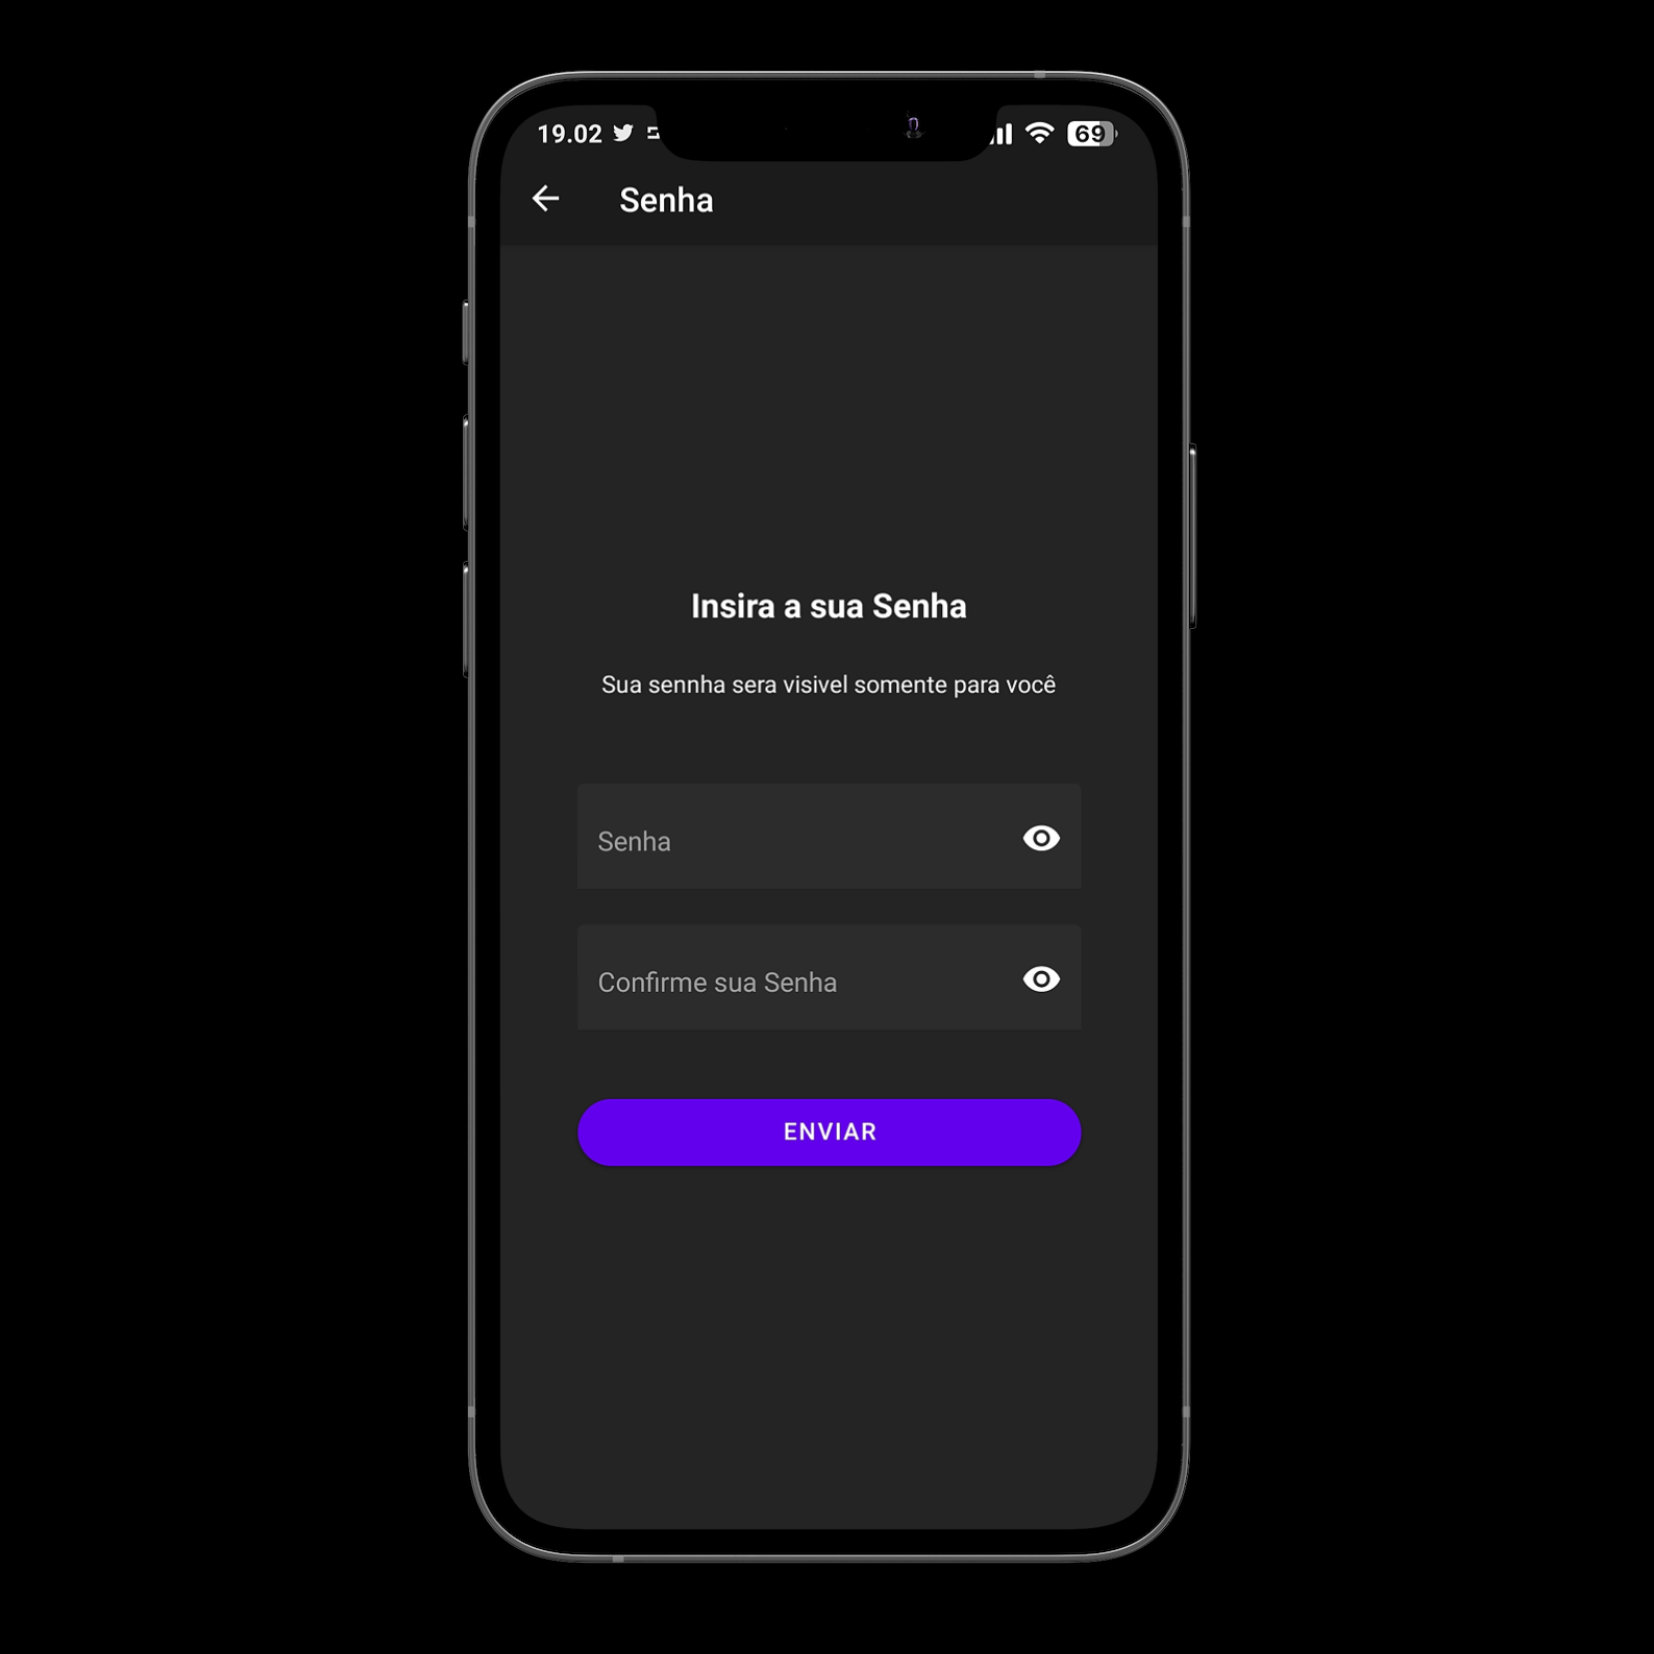 19.02
69
Senha
Insira a sua Senha
Sua sennha sera visivel somente para você
Senha
Confirme sua Senha
ENVIAR